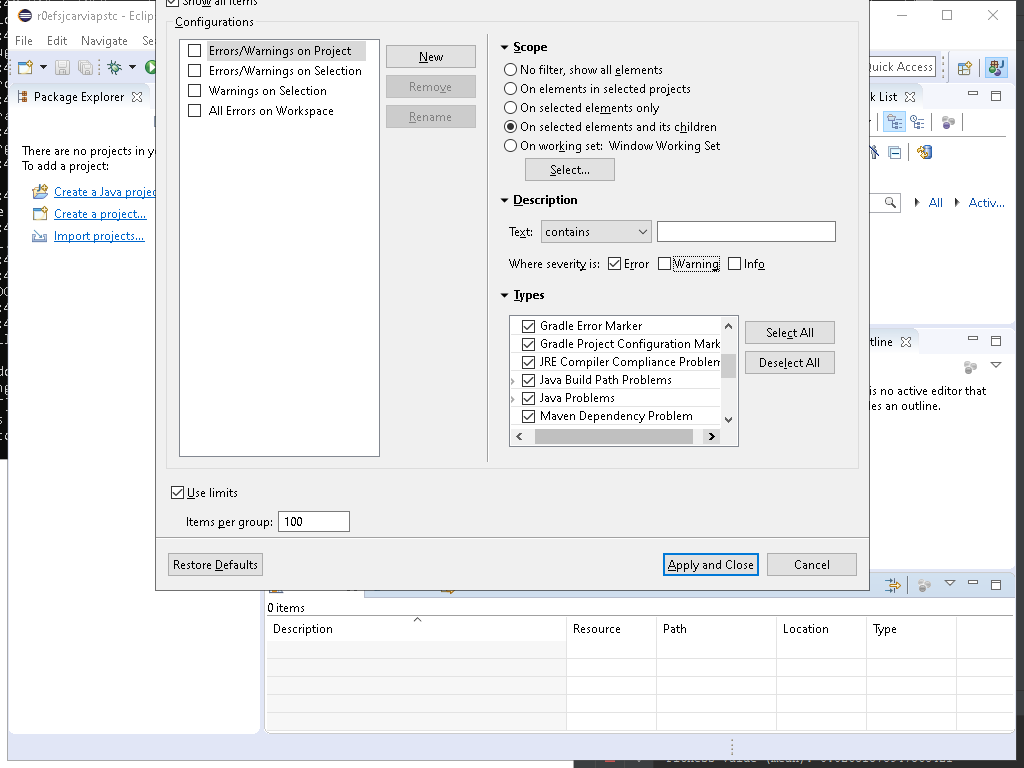 Show all items
r0efsjcarviapstc - Eclip
Configurations
File Edit Navigate Se
Errors/Warnings on Project
Errors/Warnings on Selection
Warnings on Selection
All Errors on Workspace
New
Remove
Rename
Scope
No filter, show all elements
On elements in selected projects
On selected elements only
On selected elements and its children
On working set: Window Working Set
Select...
Description
Text: contains
Where severity is: Error Warning Info
Types
Gradle Error Marker
Gradle Project Configuration Mark
JRE Compiler Compliance Problem
Java Build Path Problems
Java Problems
Maven Dependency Problem
Select All
Deselect All
Use limits
Items per group: 100
Restore Defaults
Apply and Close
Cancel
Quick Access
Package Explorer
There are no projects in y
To add a project:
Create a Java projec
Create a project...
Import projects...
k List
All Activ...
tline
is no active editor that
des an outline.
0 items
Description Resource Path Location Type